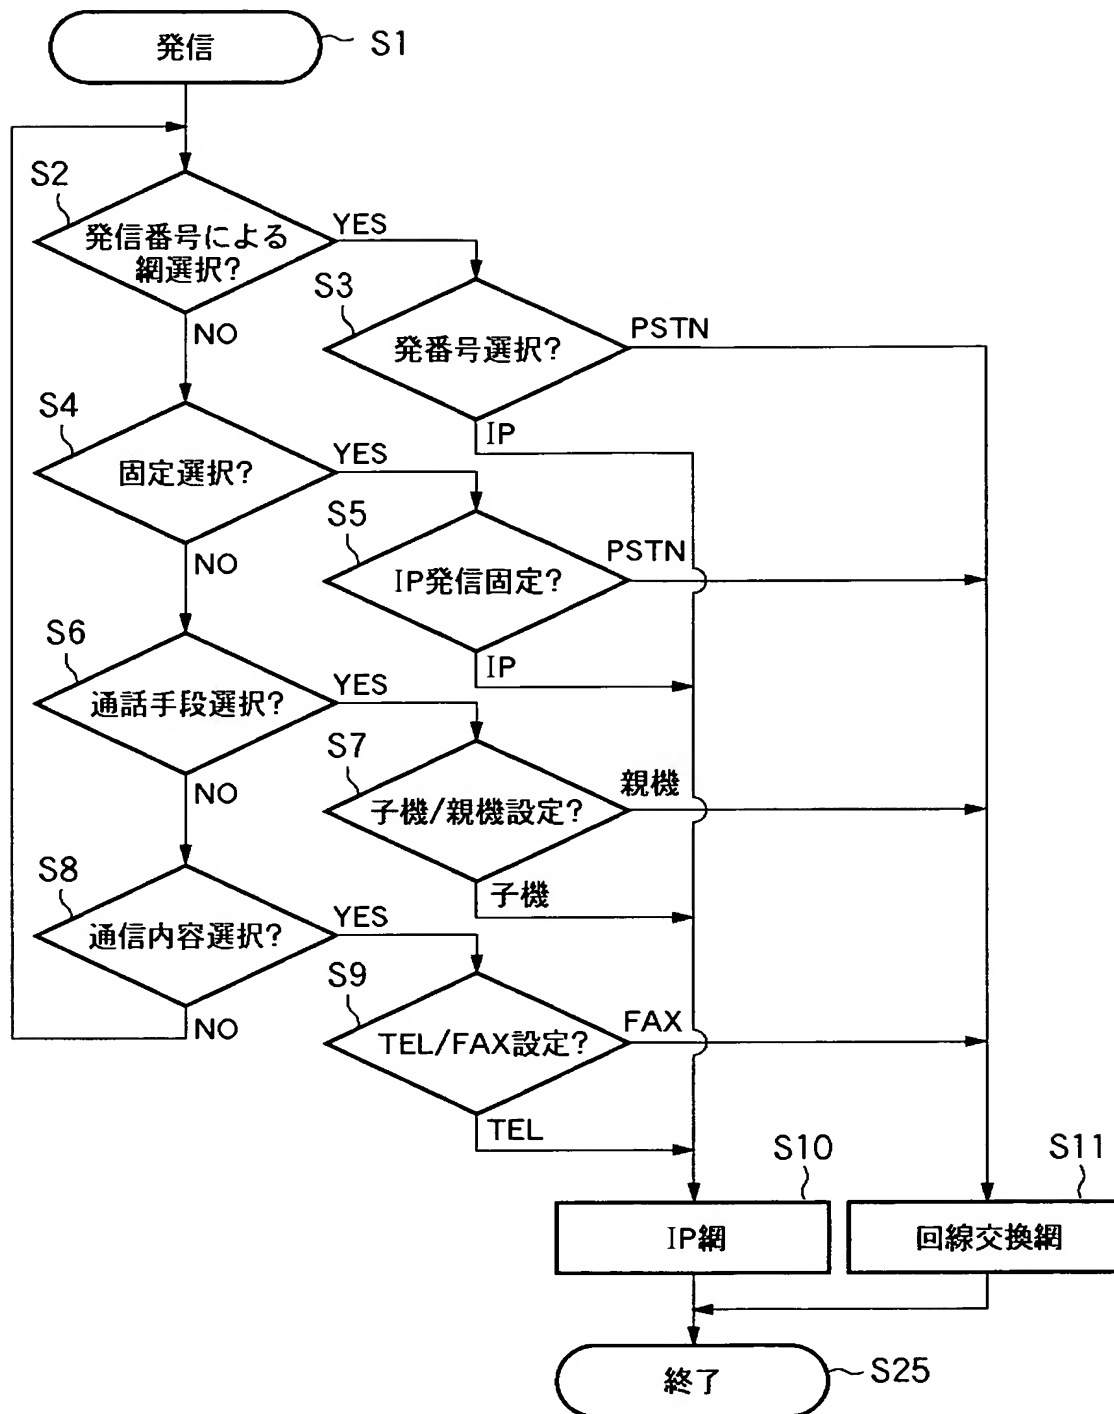 発信
S1
S2
発信番号による
網選択?
YES
NO
S3
発番号選択?
PSTN
IP
S4
固定選択?
YES
NO
S5
IP発信固定?
PSTN
IP
S6
通話手段選択?
YES
NO
S7
子機/親機設定?
親機
子機
S8
通信内容選択?
YES
NO
S9
TEL/FAX設定?
FAX
TEL
S10
IP網
S11
回線交換網
終了
S25